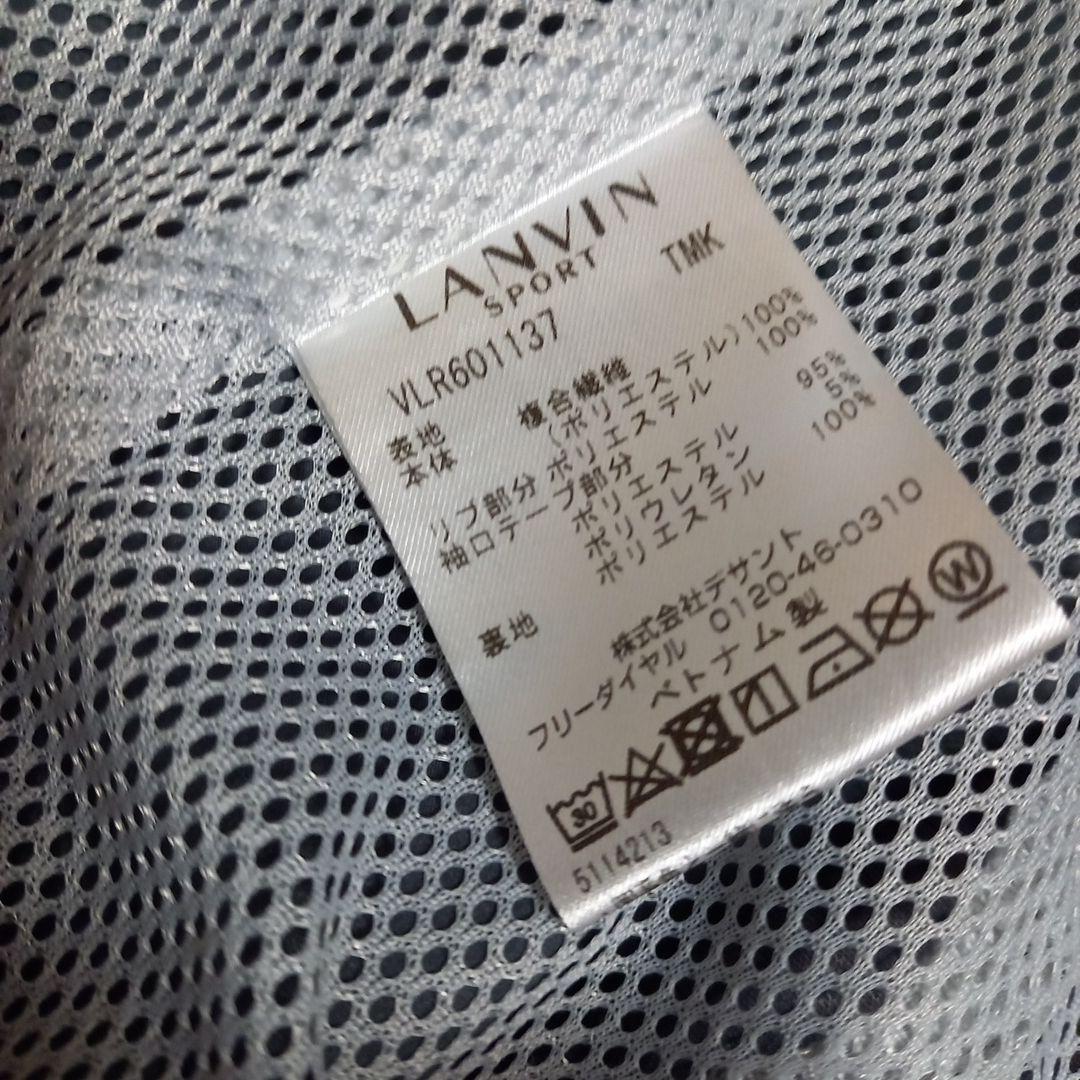 LANVIN
SPORT
VLR601137 TMK
表地 複合繊維
本体 (ポリエステル)100%
リブ部分 ポリエステル 100%
袖口テープ部分
ポリエステル 95%
ポリウレタン 5%
裏地 ポリエステル 100%
株式会社デサント
フリーダイヤル 0120-46-0310
ベトナム製
30 W
5114213